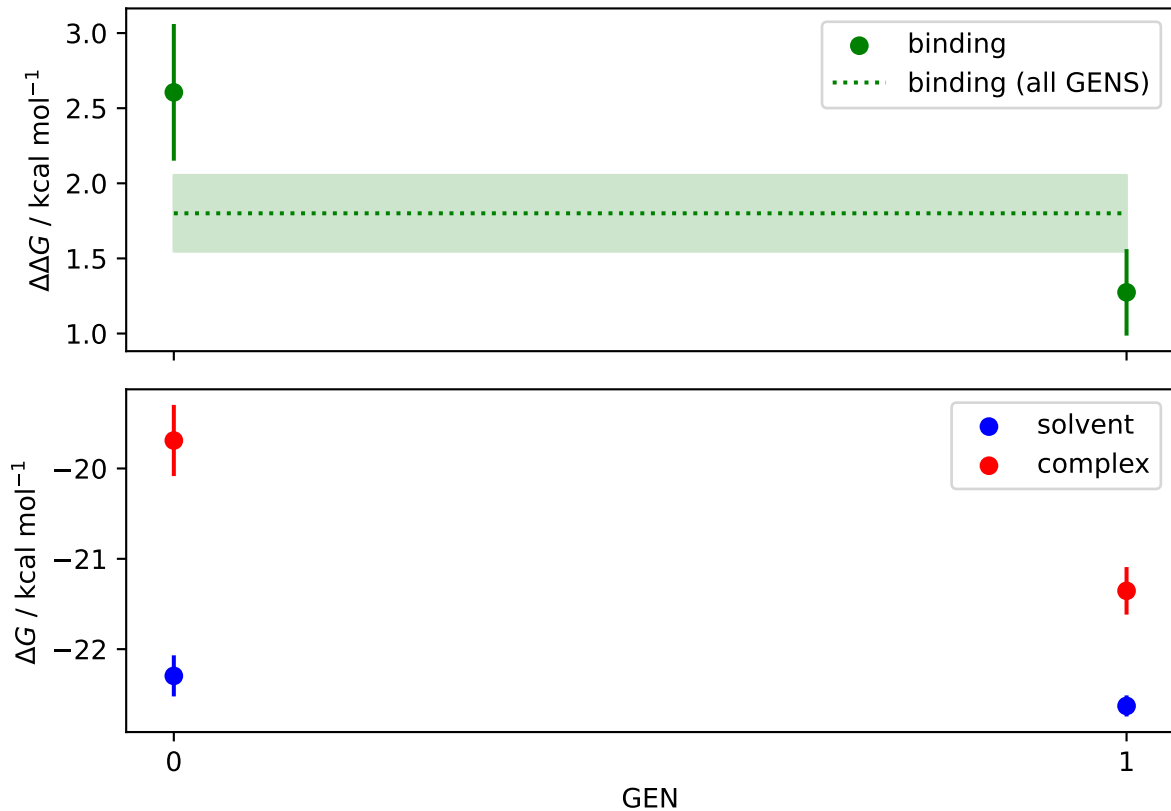 3.0
2.5
2.0
1.5
1.0
ΔΔG / kcal mol⁻¹
binding
binding (all GENS)
−20
−21
−22
ΔG / kcal mol⁻¹
solvent
complex
0
1
GEN